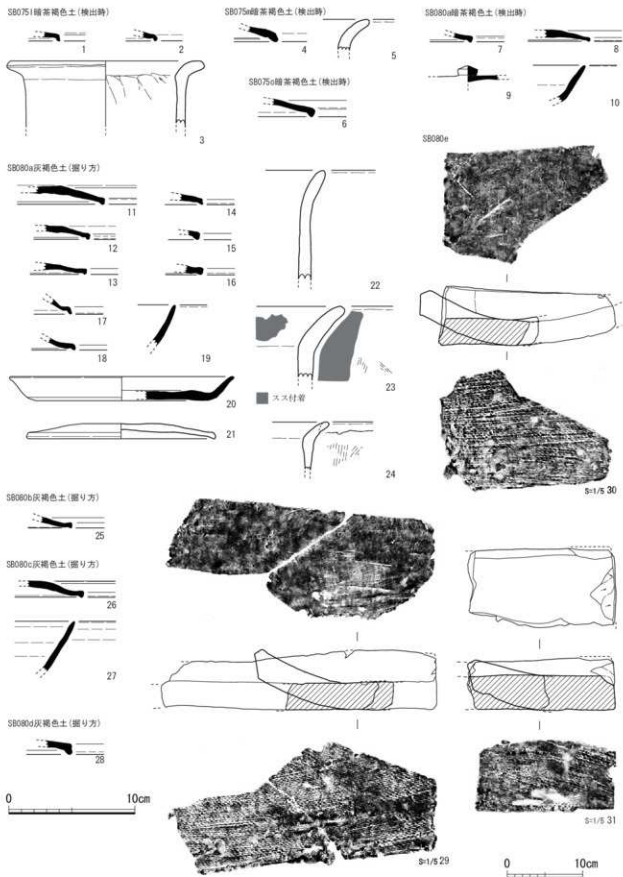 SB075l暗茶褐色土(検出時)
1
2
3
SB075m暗茶褐色土(検出時)
4
5
SB075o暗茶褐色土(検出時)
6
SB080a暗茶褐色土(検出時)
7
8
9
10
SB080a灰褐色土(掘り方)
11
12
13
14
15
16
17
18
19
20
21
22
23
スス付着
24
SB080e
S=1/5 30
SB080b灰褐色土(掘り方)
25
SB080c灰褐色土(掘り方)
26
27
SB080d灰褐色土(掘り方)
28
0 10cm
S=1/5 29
S=1/5 31
0 10cm